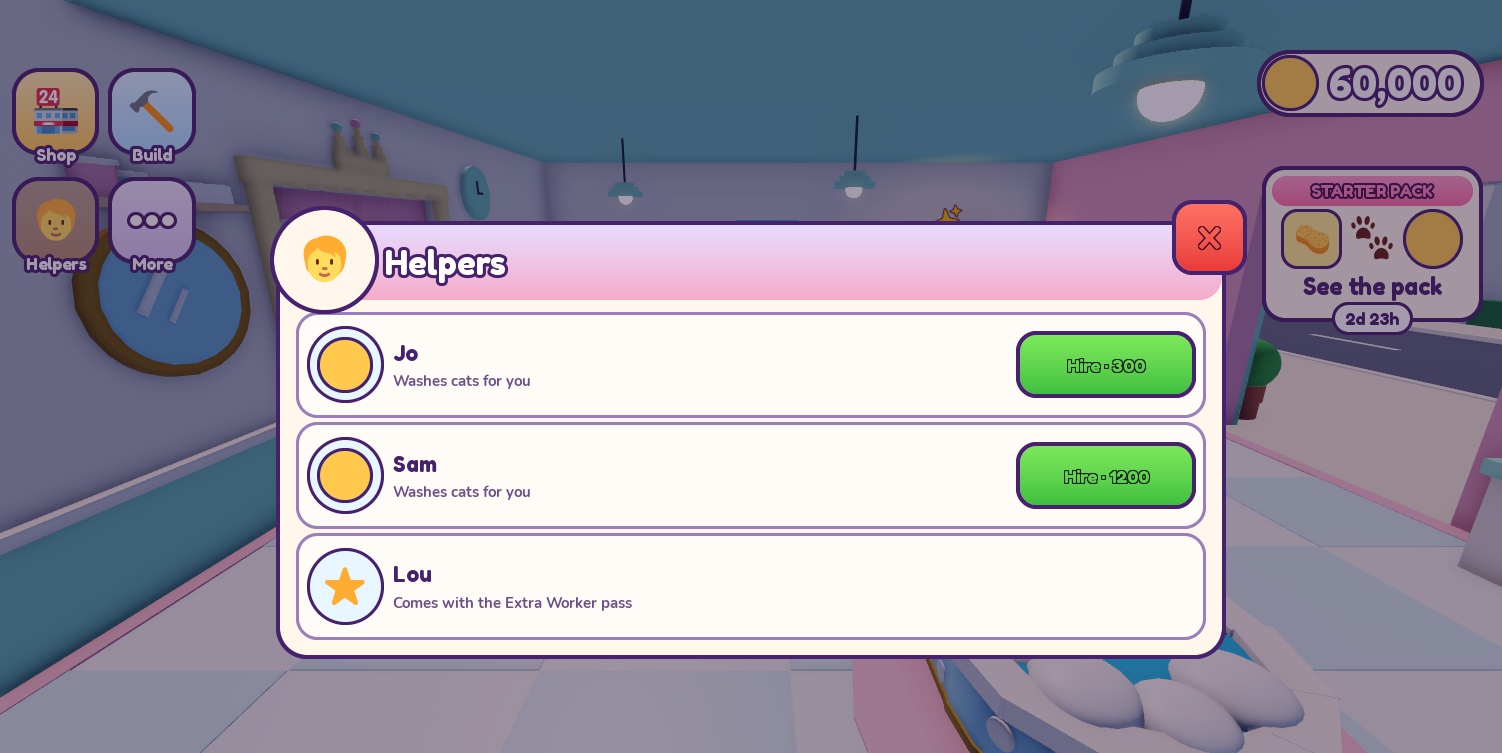 24
Shop
Build
Helpers
More
60,000
STARTER PACK
See the pack
2d 23h
Helpers
X
Jo
Washes cats for you
Hire · 300
Sam
Washes cats for you
Hire · 1200
Lou
Comes with the Extra Worker pass